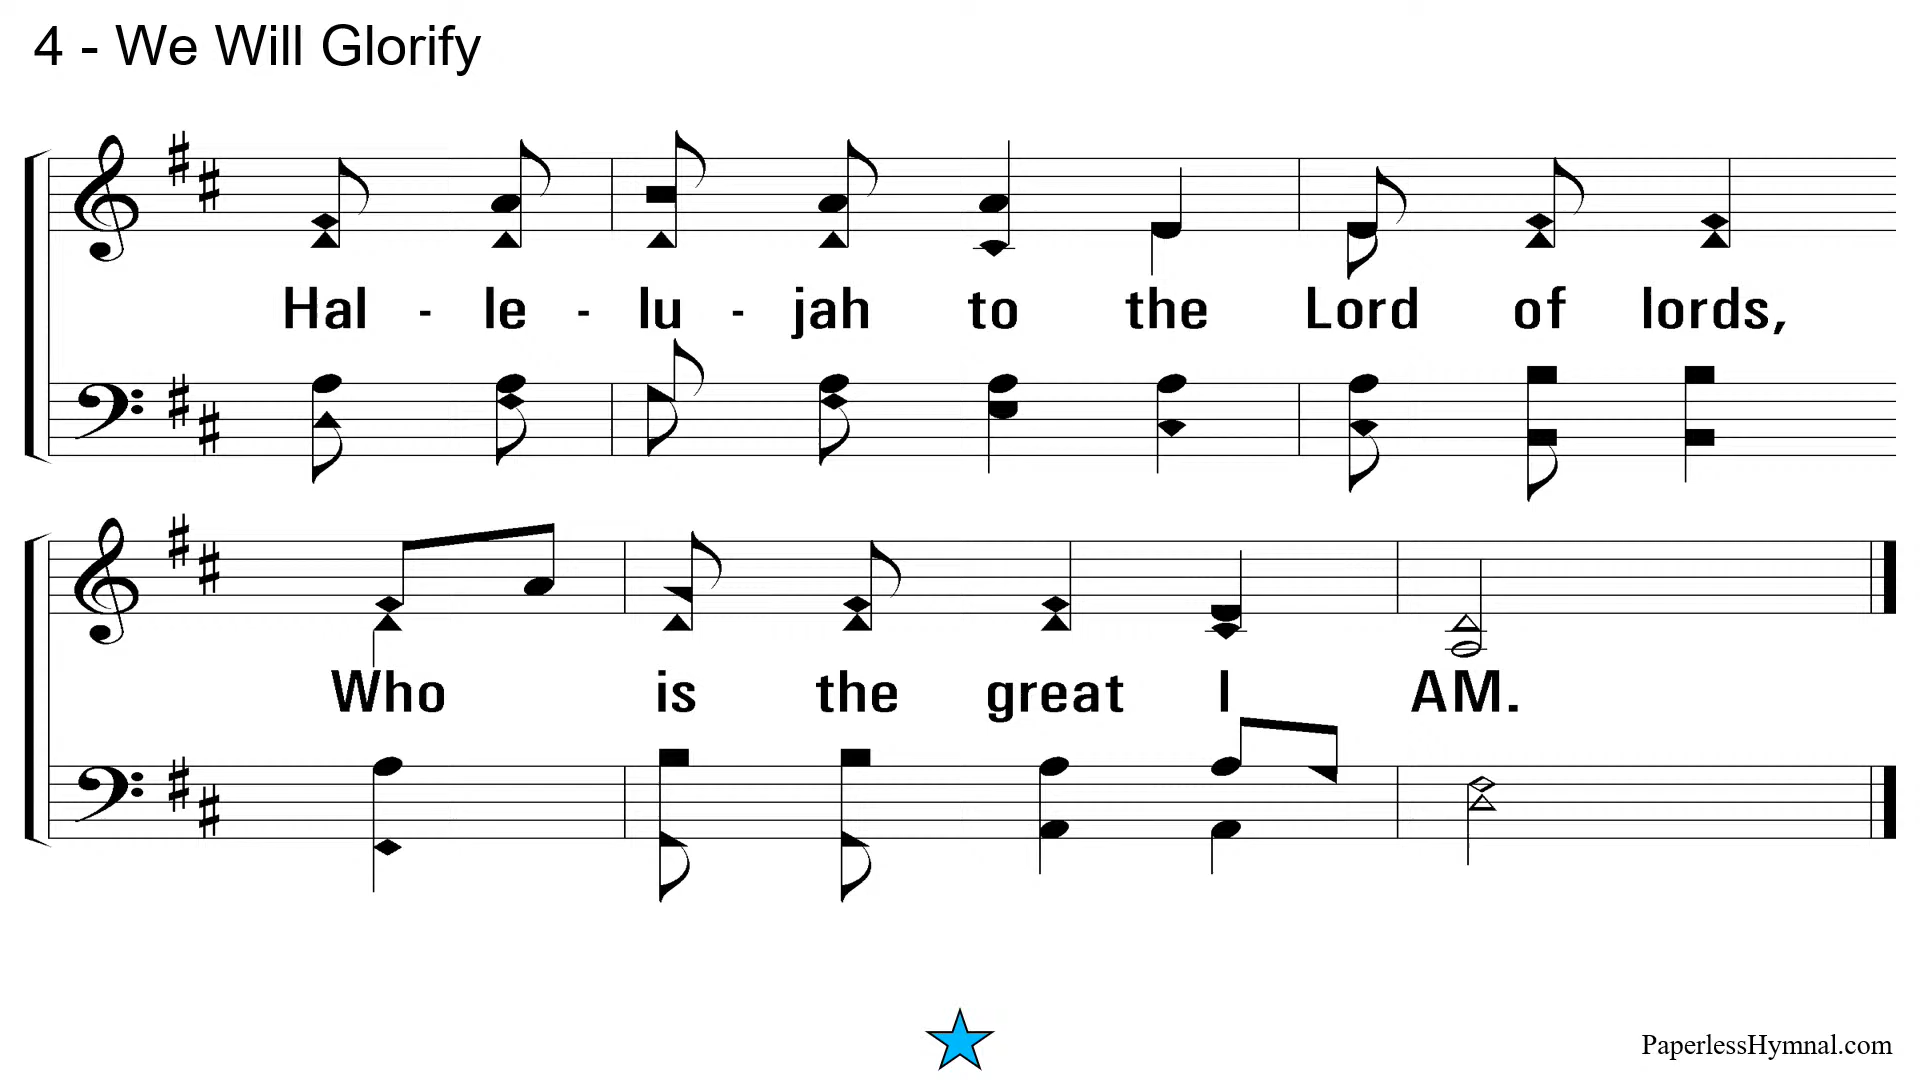 4 - We Will Glorify
Hal - le - lu - jah to the Lord of lords,
Who is the great I AM.
PaperlessHymnal.com